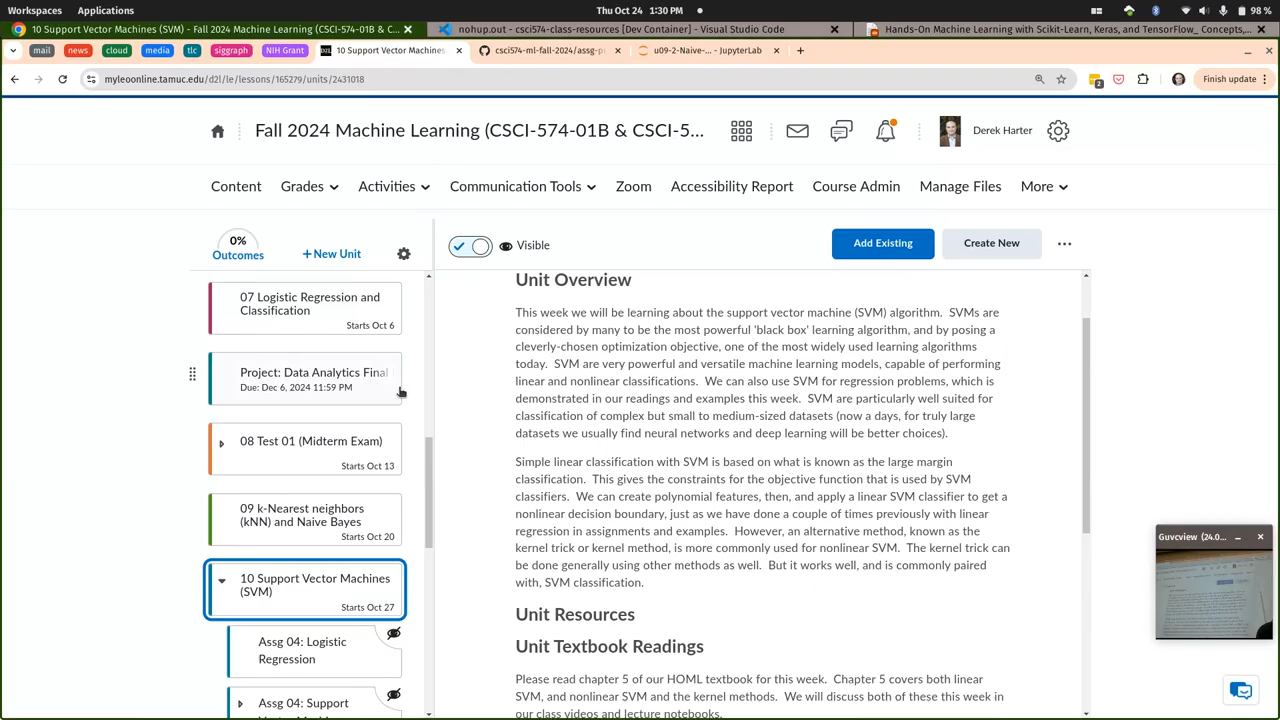 Workspaces Applications Thu Oct 24 1:30 PM 98 %
10 Support Vector Machines (SVM) - Fall 2024 Machine Learning (CSCI-574-01B & CSCI-5... nohup.out - csci574-class-resources [Dev Container] - Visual Studio Code Hands-On Machine Learning with Scikit-Learn, Keras, and TensorFlow_ Concepts,...
mail news cloud media tlc siggraph NIH Grant 10 Support Vector Machines csci574-ml-fall-2024/assg-p u09-2-Naive-... - JupyterLab
myleoonline.tamuc.edu/d2l/le/lessons/165279/units/2431018 2 Finish update
Fall 2024 Machine Learning (CSCI-574-01B & CSCI-5... Derek Harter
Content Grades Activities Communication Tools Zoom Accessibility Report Course Admin Manage Files More
0%
Outcomes
+ New Unit
07 Logistic Regression and
Classification
Starts Oct 6
Project: Data Analytics Final
Due: Dec 6, 2024 11:59 PM
08 Test 01 (Midterm Exam)
Starts Oct 13
09 k-Nearest neighbors
(kNN) and Naive Bayes
Starts Oct 20
10 Support Vector Machines
(SVM)
Starts Oct 27
Assg 04: Logistic
Regression
Assg 04: Support
Visible
Add Existing Create New
Unit Overview
This week we will be learning about the support vector machine (SVM) algorithm. SVMs are
considered by many to be the most powerful 'black box' learning algorithm, and by posing a
cleverly-chosen optimization objective, one of the most widely used learning algorithms
today. SVM are very powerful and versatile machine learning models, capable of performing
linear and nonlinear classifications. We can also use SVM for regression problems, which is
demonstrated in our readings and examples this week. SVM are particularly well suited for
classification of complex but small to medium-sized datasets (now a days, for truly large
datasets we usually find neural networks and deep learning will be better choices).
Simple linear classification with SVM is based on what is known as the large margin
classification. This gives the constraints for the objective function that is used by SVM
classifiers. We can create polynomial features, then, and apply a linear SVM classifier to get a
nonlinear decision boundary, just as we have done a couple of times previously with linear
regression in assignments and examples. However, an alternative method, known as the
kernel trick or kernel method, is more commonly used for nonlinear SVM. The kernel trick can
be done generally using other methods as well. But it works well, and is commonly paired
with, SVM classification.
Unit Resources
Unit Textbook Readings
Please read chapter 5 of our HOML textbook for this week. Chapter 5 covers both linear
SVM, and nonlinear SVM and the kernel methods. We will discuss both of these this week in
our class videos and lecture notebooks.
Guvcview (24.0...